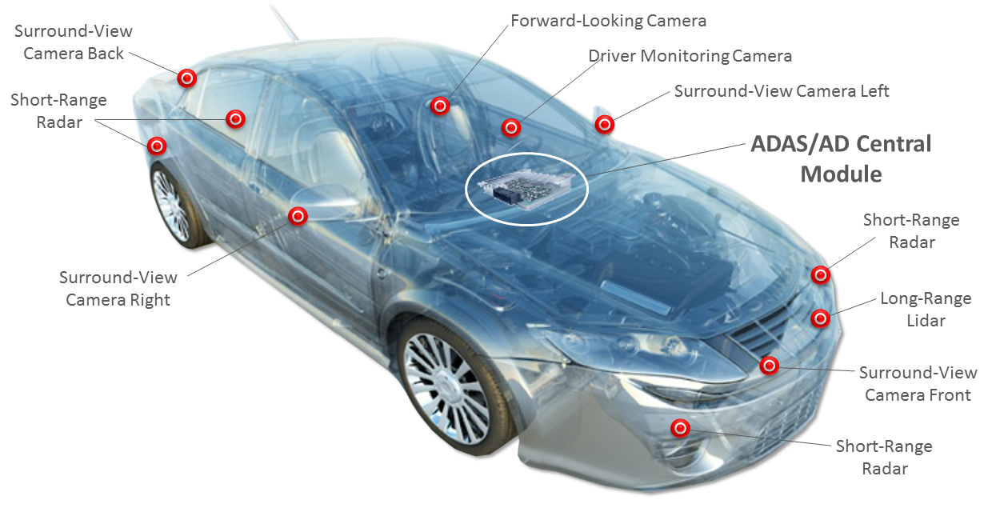 Forward-Looking Camera
Surround-View
Camera Back
Driver Monitoring Camera
Surround-View Camera Left
Short-Range
Radar
ADAS/AD Central
Module
Short-Range
Radar
Surround-View
Camera Right
Long-Range
Lidar
Surround-View
Camera Front
Short-Range
Radar